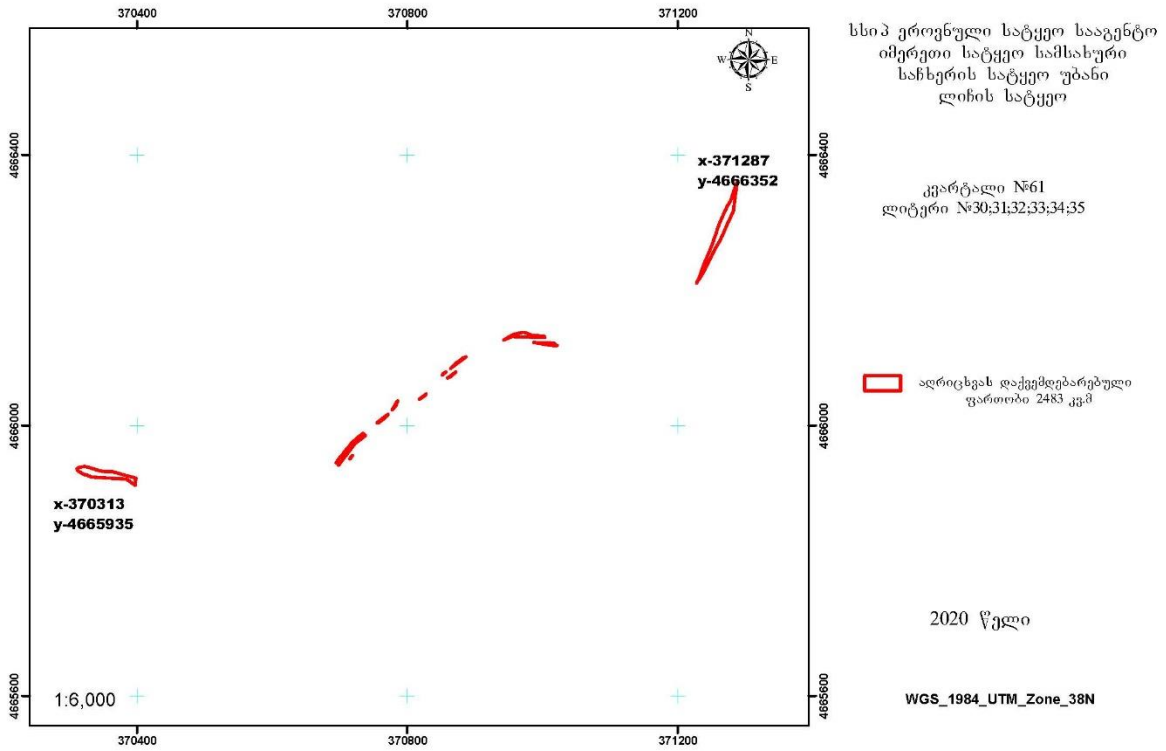 370400
370800
371200
N
W
E
S
4666400
4666400
x-371287
y-4666352
4666000
4666000
x-370313
y-4665935
1:6,000
4665600
4665600
370400
370800
371200
სსიპ ეროვნული სატყეო სააგენტო
იმერეთი სატყეო სამსახური
საჩხერის სატყეო უბანი
ლიჩის სატყეო
კვარტალი №61
ლიტერი №30;31;32;33;34;35
აღრიცხვას დაქვემდებარებული
ფართობი 2483 კვ.მ
2020 წელი
WGS_1984_UTM_Zone_38N